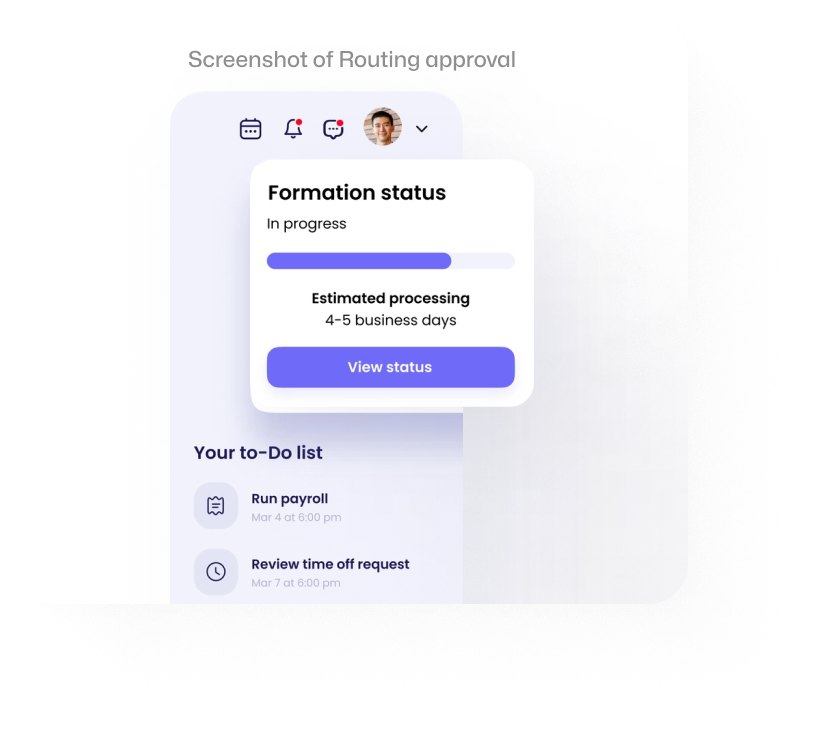 Screenshot of Routing approval
Formation status
In progress
Estimated processing
4-5 business days
View status
Your to-Do list
Run payroll
Mar 4 at 6:00 pm
Review time off request
Mar 7 at 6:00 pm